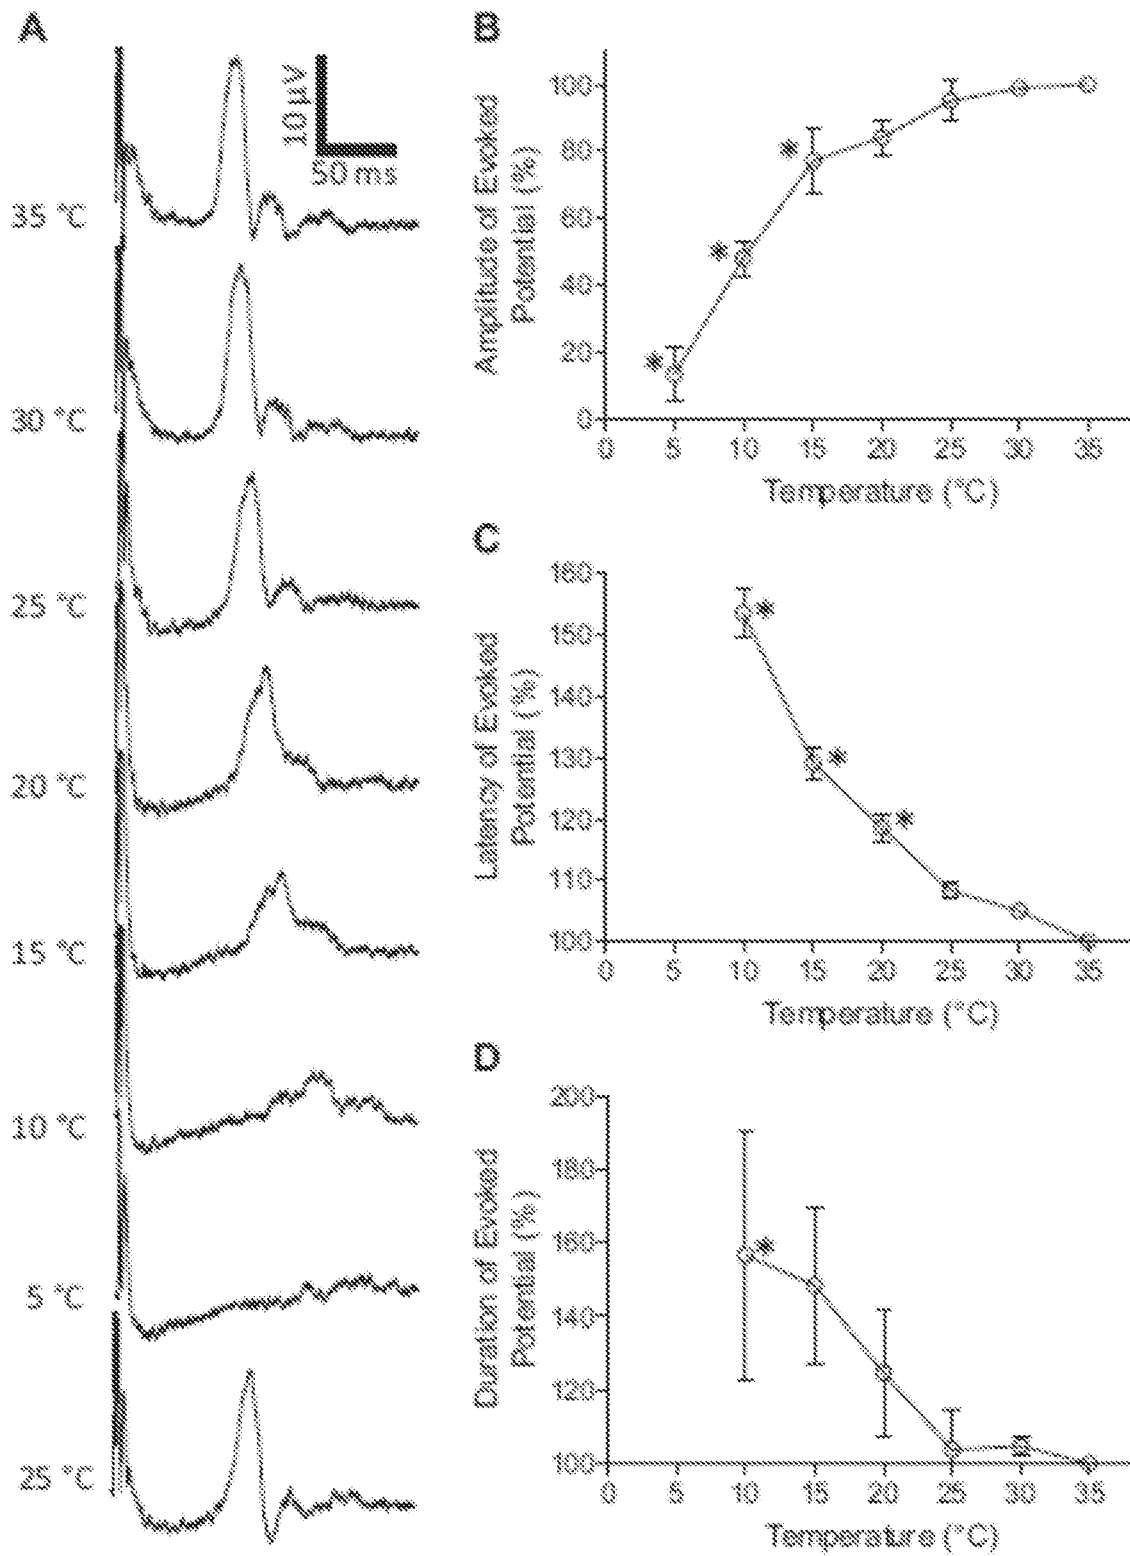 A
10 µV
50 ms
35 °C
30 °C
25 °C
20 °C
15 °C
10 °C
5 °C
25 °C
B
Amplitude of Evoked
Potential (%)
100
80
60
40
20
0
0 5 10 15 20 25 30 35
Temperature (°C)
*
*
*
C
Latency of Evoked
Potential (%)
160
150
140
130
120
110
100
0 5 10 15 20 25 30 35
Temperature (°C)
*
*
*
D
Duration of Evoked
Potential (%)
200
180
160
140
120
100
0 5 10 15 20 25 30 35
Temperature (°C)
*